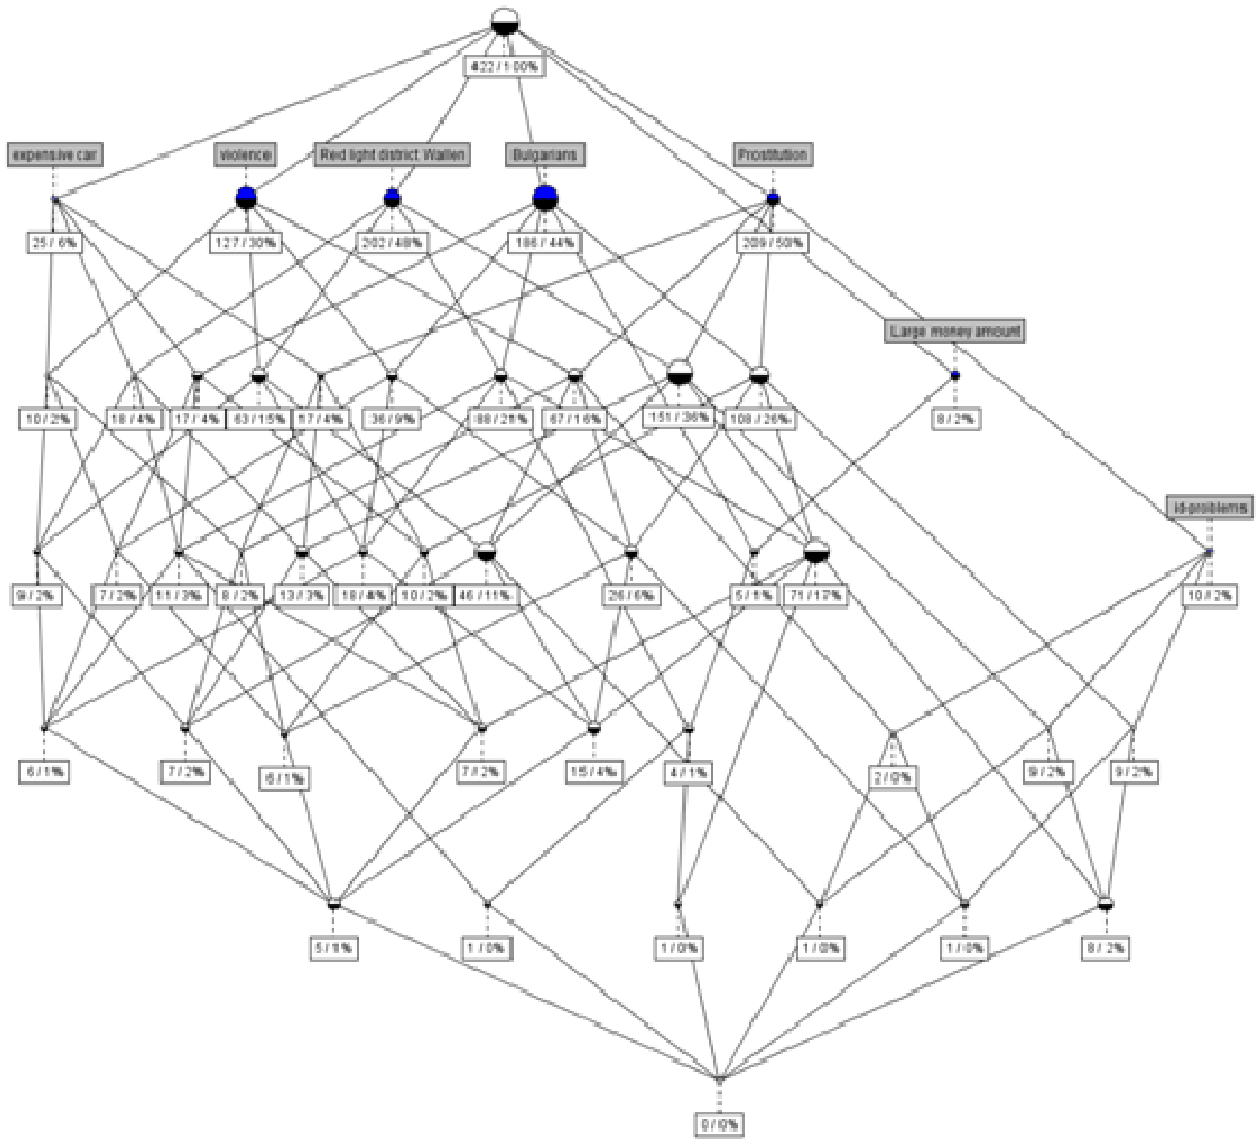 422 / 100%
expensive car
violence
Red light district Wallen
Bulgarians
Prostitution
25 / 6%
127 / 30%
202 / 48%
186 / 44%
209 / 50%
Large money amount
10 / 2%
18 / 4%
17 / 4%
63 / 15%
17 / 4%
36 / 9%
88 / 21%
67 / 16%
151 / 36%
108 / 26%
8 / 2%
id-problems
9 / 2%
7 / 2%
11 / 3%
8 / 2%
13 / 3%
18 / 4%
10 / 2%
46 / 11%
26 / 6%
5 / 1%
71 / 17%
10 / 2%
6 / 1%
7 / 2%
6 / 1%
7 / 2%
15 / 4%
4 / 1%
2 / 0%
9 / 2%
9 / 2%
5 / 1%
1 / 0%
1 / 0%
1 / 0%
1 / 0%
8 / 2%
0 / 0%